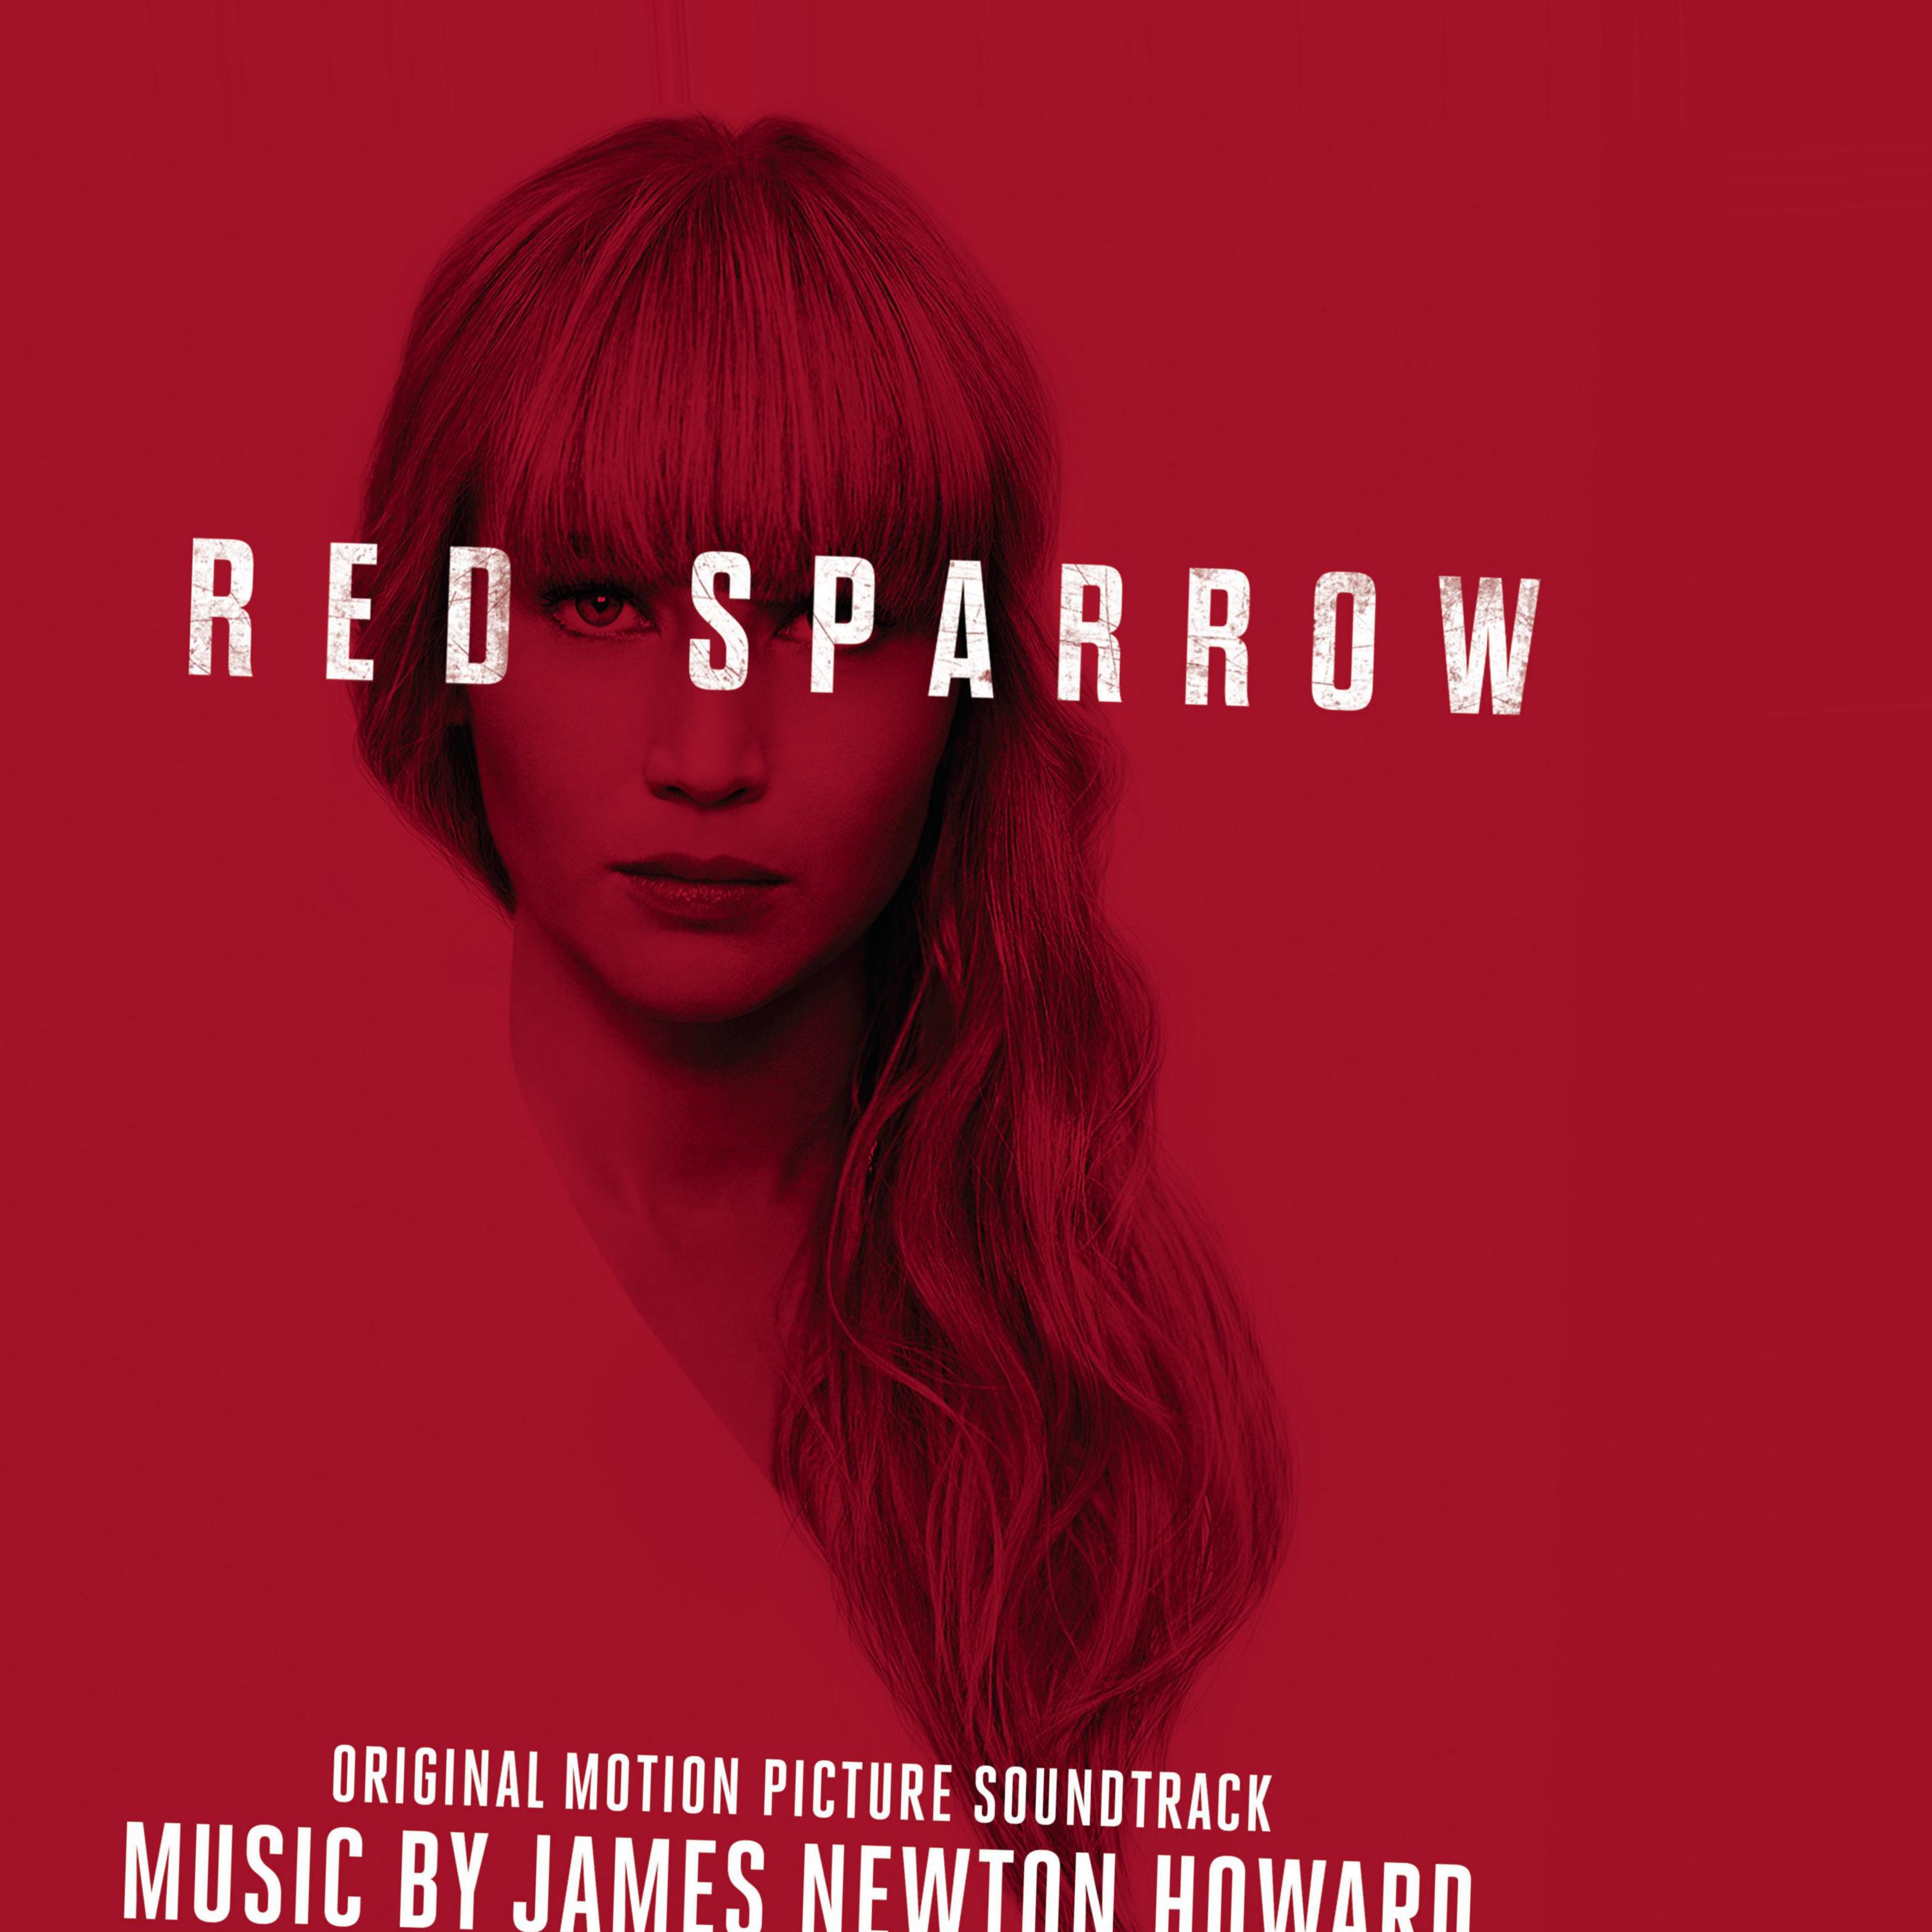 RED SPARROW
ORIGINAL MOTION PICTURE SOUNDTRACK
MUSIC BY JAMES NEWTON HOWARD